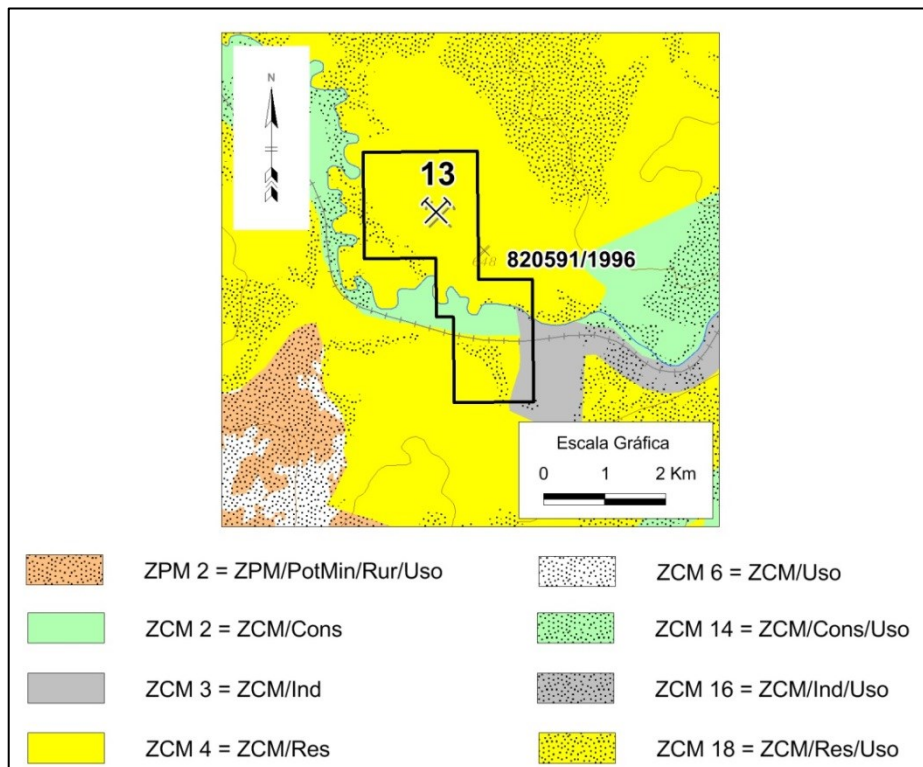 N
13
648
820591/1996
Escala Gráfica
0 1 2 Km
ZPM 2 = ZPM/PotMin/Rur/Uso
ZCM 2 = ZCM/Cons
ZCM 3 = ZCM/Ind
ZCM 4 = ZCM/Res
ZCM 6 = ZCM/Uso
ZCM 14 = ZCM/Cons/Uso
ZCM 16 = ZCM/Ind/Uso
ZCM 18 = ZCM/Res/Uso